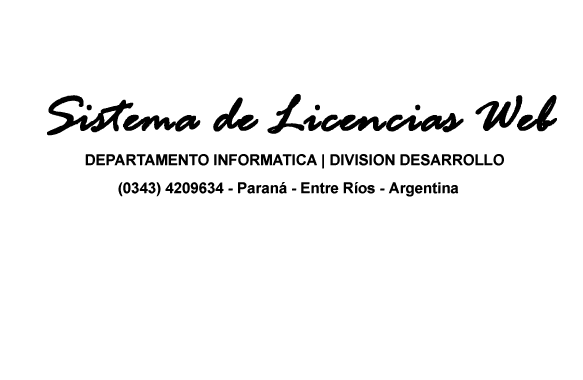 Sistema de Licencias Web
DEPARTAMENTO INFORMATICA | DIVISION DESARROLLO
(0343) 4209634 - Paraná - Entre Ríos - Argentina